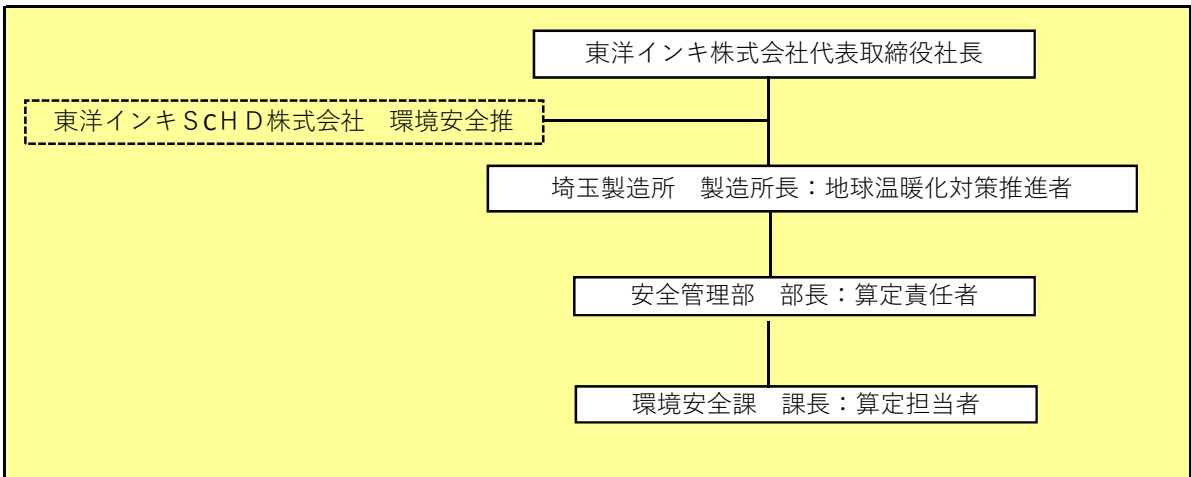 東洋インキ株式会社代表取締役社長
東洋インキＳＣＨＤ株式会社　環境安全推
埼玉製造所　製造所長：地球温暖化対策推進者
安全管理部　部長：算定責任者
環境安全課　課長：算定担当者